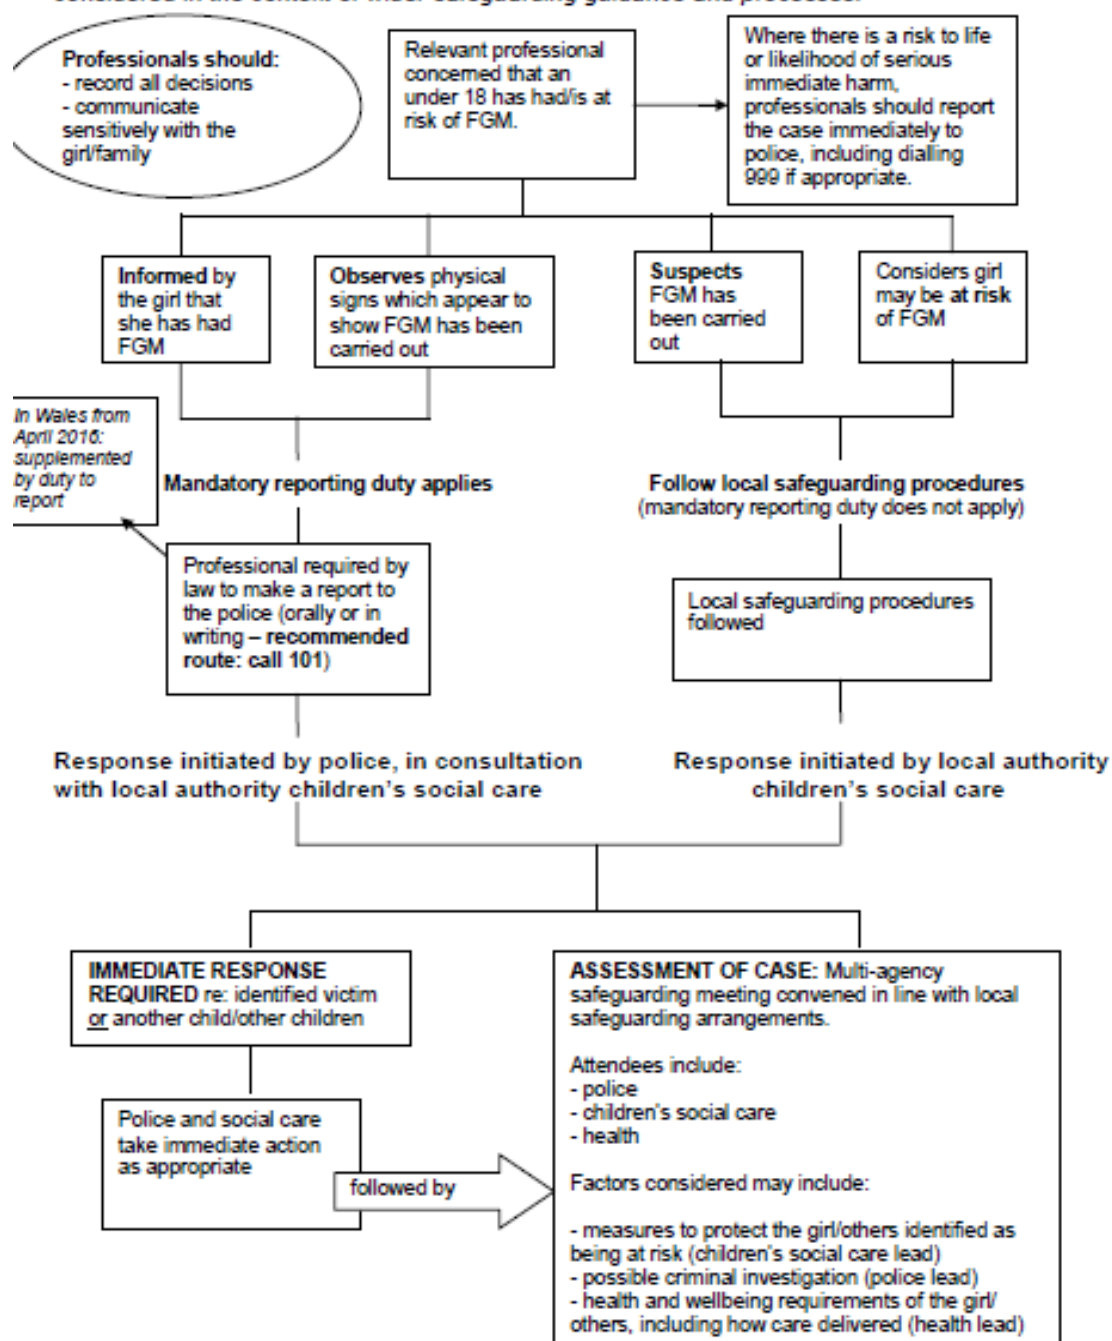 considered in the context of wider safeguarding guidance and processes.
Professionals should:
- record all decisions
- communicate
sensitively with the
girl/family
Relevant professional
concerned that an
under 18 has had/is at
risk of FGM.
Where there is a risk to life
or likelihood of serious
immediate harm,
professionals should report
the case immediately to
police, including dialling
999 if appropriate.
Informed by
the girl that
she has had
FGM
Observes physical
signs which appear to
show FGM has been
carried out
Suspects
FGM has
been carried
out
Considers girl
may be at risk
of FGM
In Wales from
April 2016:
supplemented
by duty to
report
Mandatory reporting duty applies
Follow local safeguarding procedures
(mandatory reporting duty does not apply)
Professional required by
law to make a report to
the police (orally or in
writing – recommended
route: call 101)
Local safeguarding procedures
followed
Response initiated by police, in consultation
with local authority children's social care
Response initiated by local authority
children's social care
IMMEDIATE RESPONSE
REQUIRED re: identified victim
or another child/other children
Police and social care
take immediate action
as appropriate
followed by
ASSESSMENT OF CASE: Multi-agency
safeguarding meeting convened in line with local
safeguarding arrangements.
Attendees include:
- police
- children's social care
- health
Factors considered may include:
- measures to protect the girl/others identified as
being at risk (children's social care lead)
- possible criminal investigation (police lead)
- health and wellbeing requirements of the girl/
others, including how care delivered (health lead)